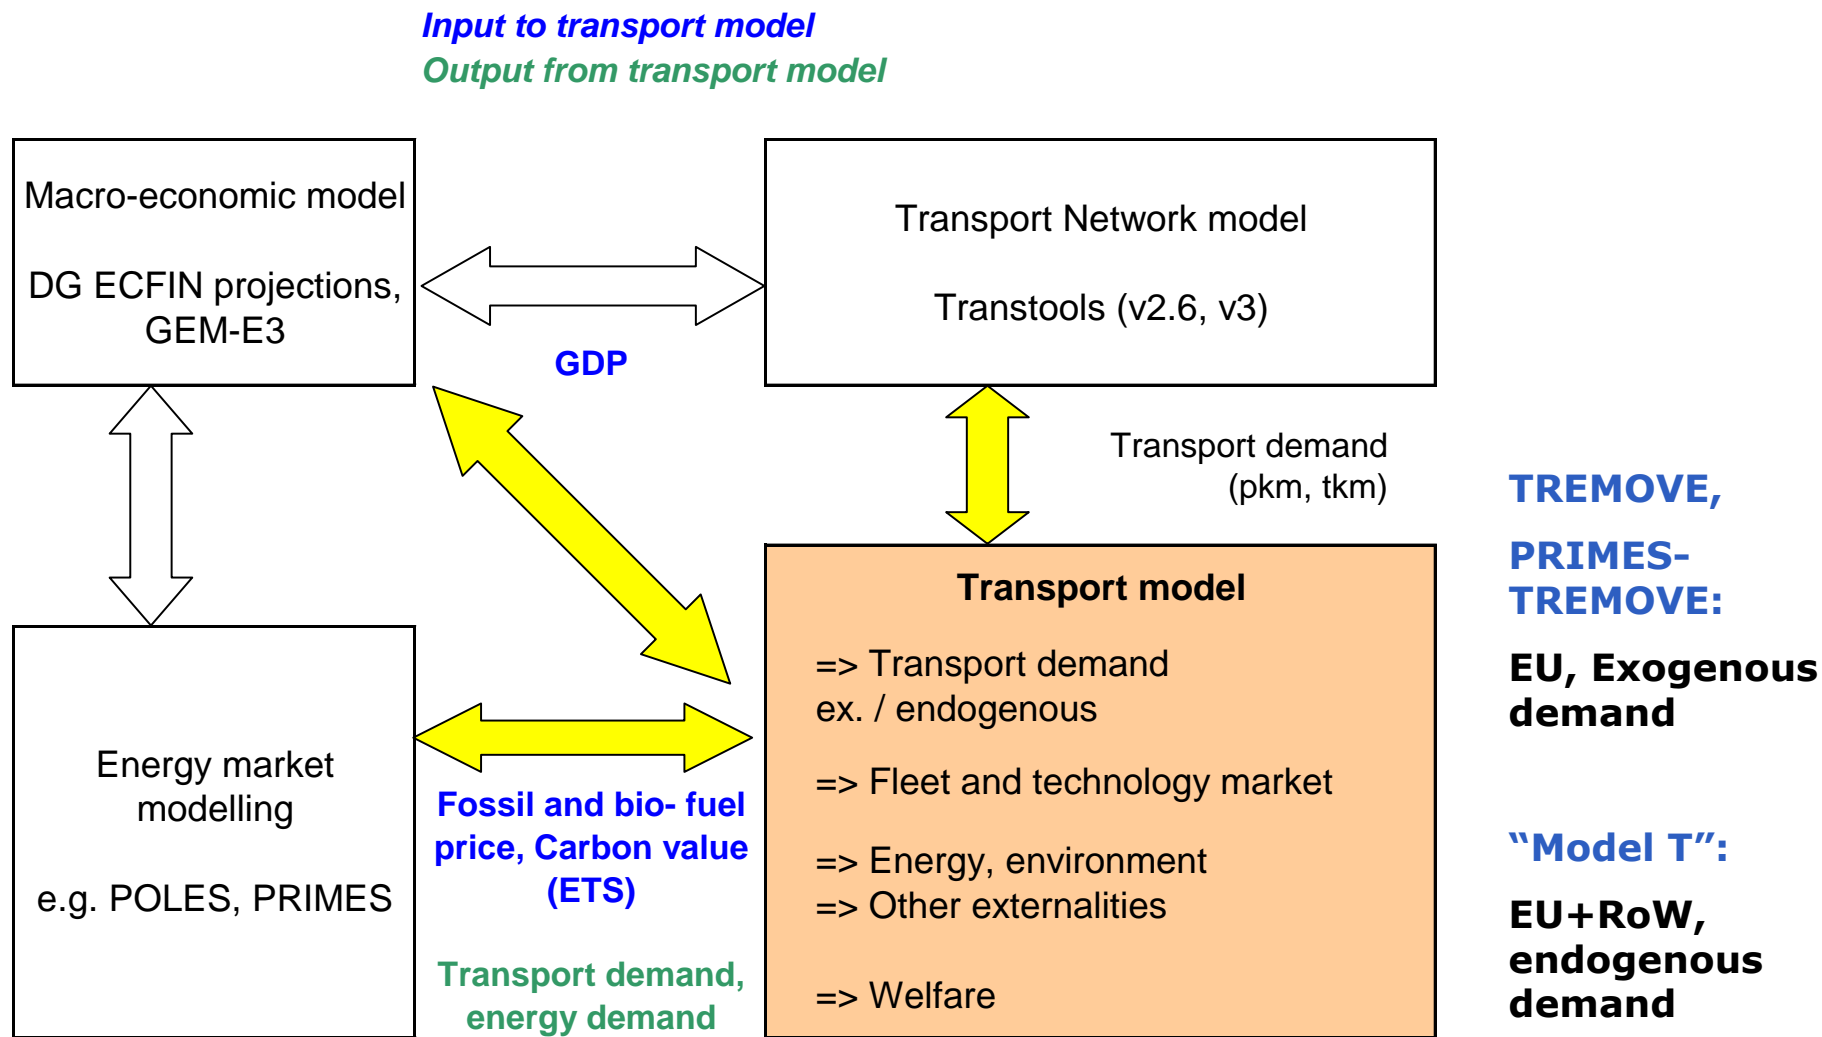 Input to transport model
Output from transport model
Macro-economic model
DG ECFIN projections,
GEM-E3
Transport Network model
Transtools (v2.6, v3)
GDP
Transport demand
(pkm, tkm)
Energy market
modelling
e.g. POLES, PRIMES
Fossil and bio- fuel
price, Carbon value
(ETS)
Transport demand,
energy demand
Transport model
=> Transport demand
ex. / endogenous
=> Fleet and technology market
=> Energy, environment
=> Other externalities
=> Welfare
TREMOVE,
PRIMES-
TREMOVE:
EU, Exogenous
demand
“Model T”:
EU+RoW,
endogenous
demand